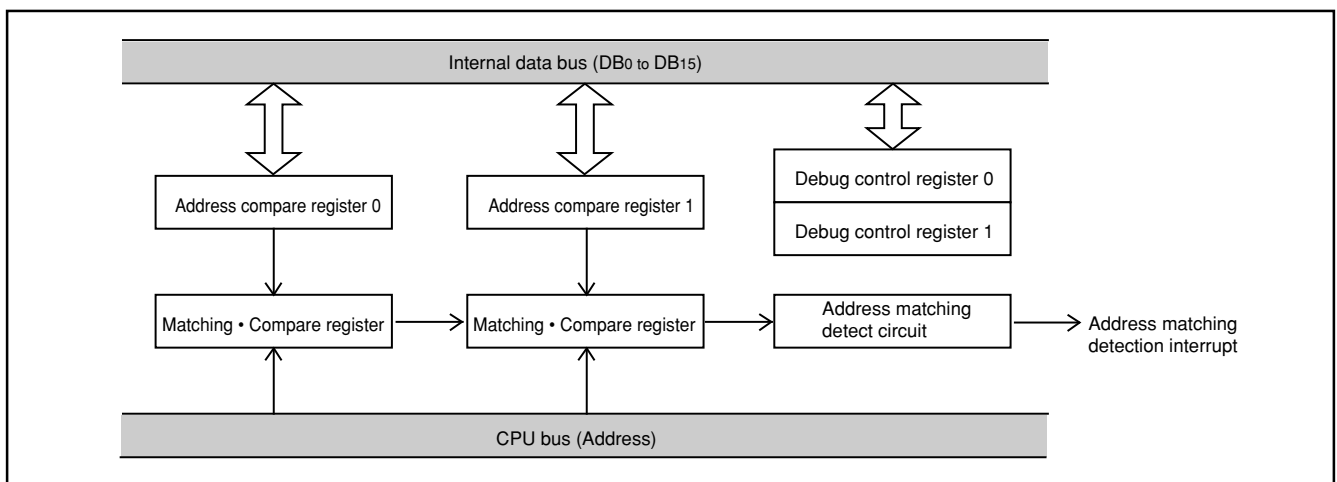 Internal data bus (DB0 to DB15)
Address compare register 0
Address compare register 1
Debug control register 0
Debug control register 1
Matching • Compare register
Matching • Compare register
Address matching
detect circuit
Address matching
detection interrupt
CPU bus (Address)